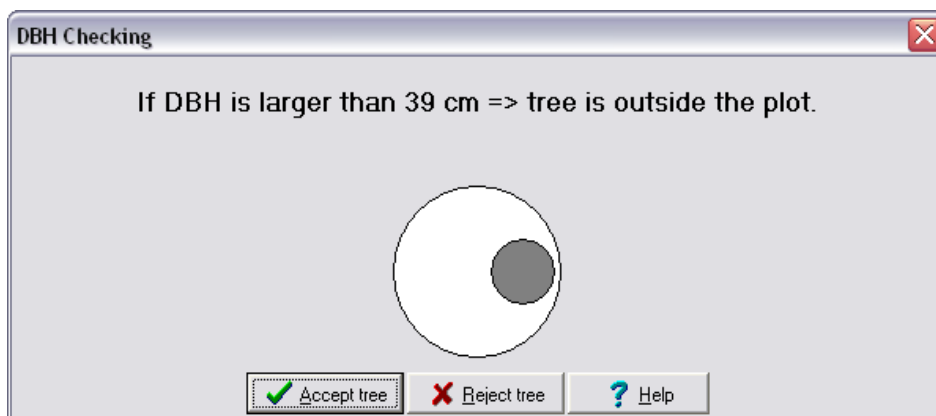 DBH Checking
If DBH is larger than 39 cm => tree is outside the plot.
Accept tree
Reject tree
? Help